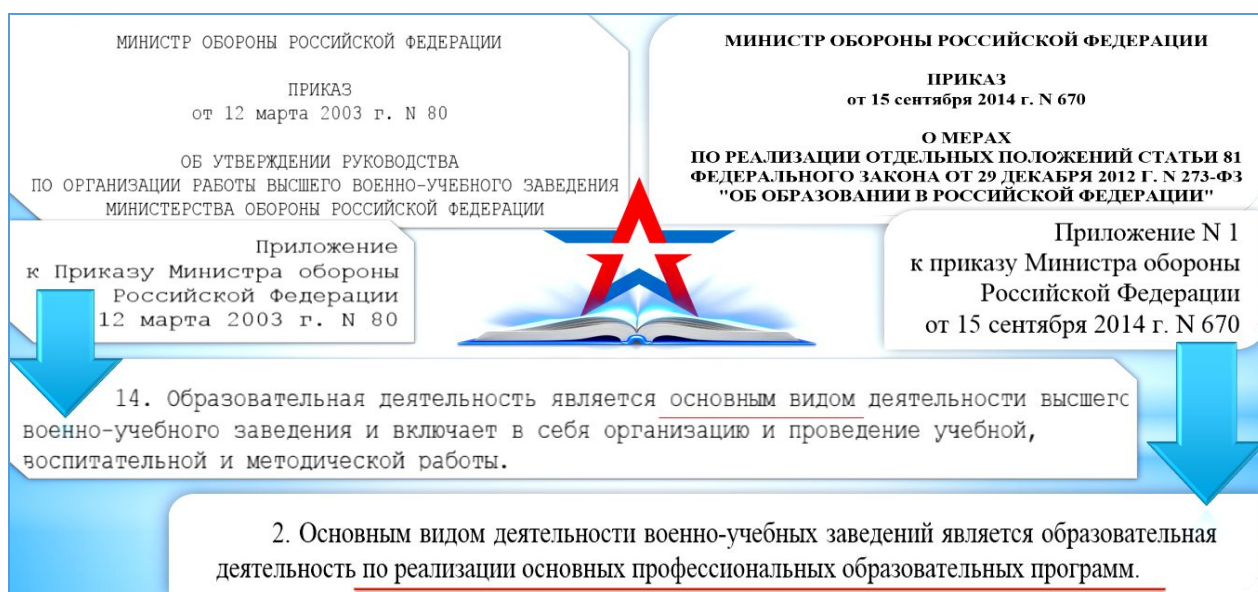 МИНИСТР ОБОРОНЫ РОССИЙСКОЙ ФЕДЕРАЦИИ
ПРИКАЗ
от 12 марта 2003 г. N 80
ОБ УТВЕРЖДЕНИИ РУКОВОДСТВА
ПО ОРГАНИЗАЦИИ РАБОТЫ ВЫСШЕГО ВОЕННО-УЧЕБНОГО ЗАВЕДЕНИЯ
МИНИСТЕРСТВА ОБОРОНЫ РОССИЙСКОЙ ФЕДЕРАЦИИ
МИНИСТР ОБОРОНЫ РОССИЙСКОЙ ФЕДЕРАЦИИ
ПРИКАЗ
от 15 сентября 2014 г. N 670
О МЕРАХ
ПО РЕАЛИЗАЦИИ ОТДЕЛЬНЫХ ПОЛОЖЕНИЙ СТАТЬИ 81
ФЕДЕРАЛЬНОГО ЗАКОНА ОТ 29 ДЕКАБРЯ 2012 Г. N 273-ФЗ
"ОБ ОБРАЗОВАНИИ В РОССИЙСКОЙ ФЕДЕРАЦИИ"
Приложение
к Приказу Министра обороны
Российской Федерации
12 марта 2003 г. N 80
Приложение N 1
к приказу Министра обороны
Российской Федерации
от 15 сентября 2014 г. N 670
14. Образовательная деятельность является основным видом деятельности высшего
военно-учебного заведения и включает в себя организацию и проведение учебной,
воспитательной и методической работы.
2. Основным видом деятельности военно-учебных заведений является образовательная
деятельность по реализации основных профессиональных образовательных программ.